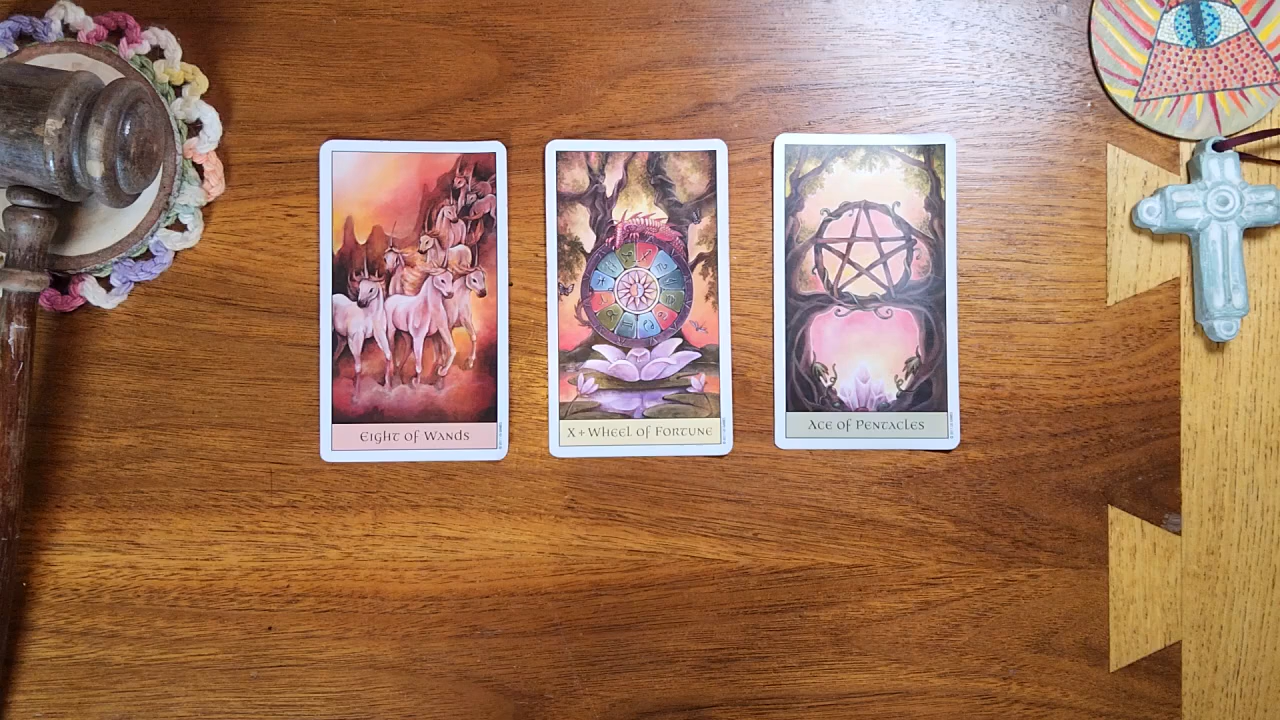 Eight of Wands
X + Wheel of Fortune
Ace of Pentacles